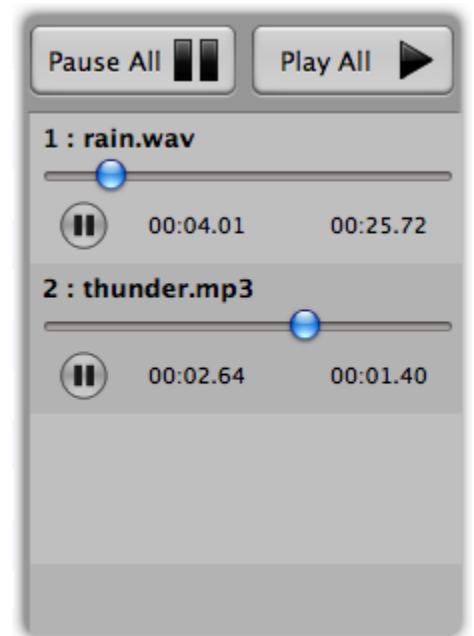 Pause All Play All
1 : rain.wav
00:04.01 00:25.72
2 : thunder.mp3
00:02.64 00:01.40